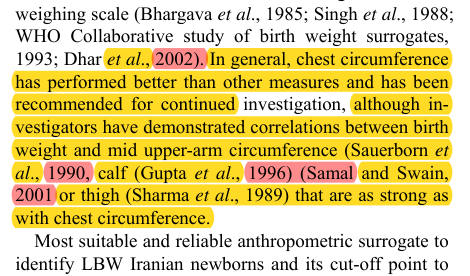 weighing scale (Bhargava et al., 1985; Singh et al., 1988;
WHO Collaborative study of birth weight surrogates,
1993; Dhar et al., 2002). In general, chest circumference
has performed better than other measures and has been
recommended for continued investigation, although in-
vestigators have demonstrated correlations between birth
weight and mid upper-arm circumference (Sauerborn et
al., 1990, calf (Gupta et al., 1996) (Samal and Swain,
2001 or thigh (Sharma et al., 1989) that are as strong as
with chest circumference.
Most suitable and reliable anthropometric surrogate to
identify LBW Iranian newborns and its cut-off point to